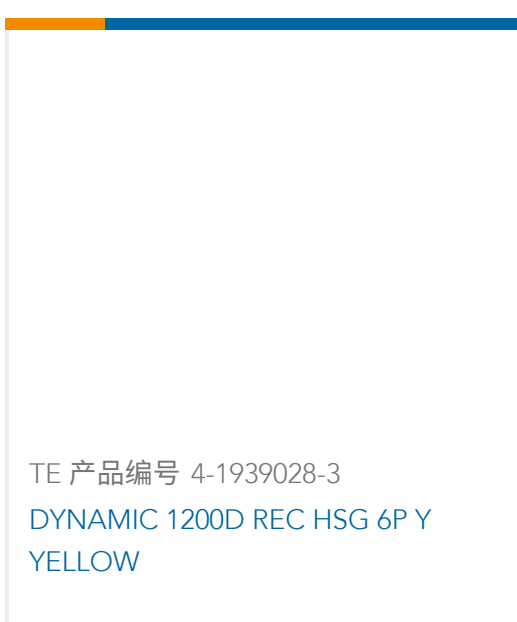 TE 产品编号 4-1939028-3
DYNAMIC 1200D REC HSG 6P Y
YELLOW